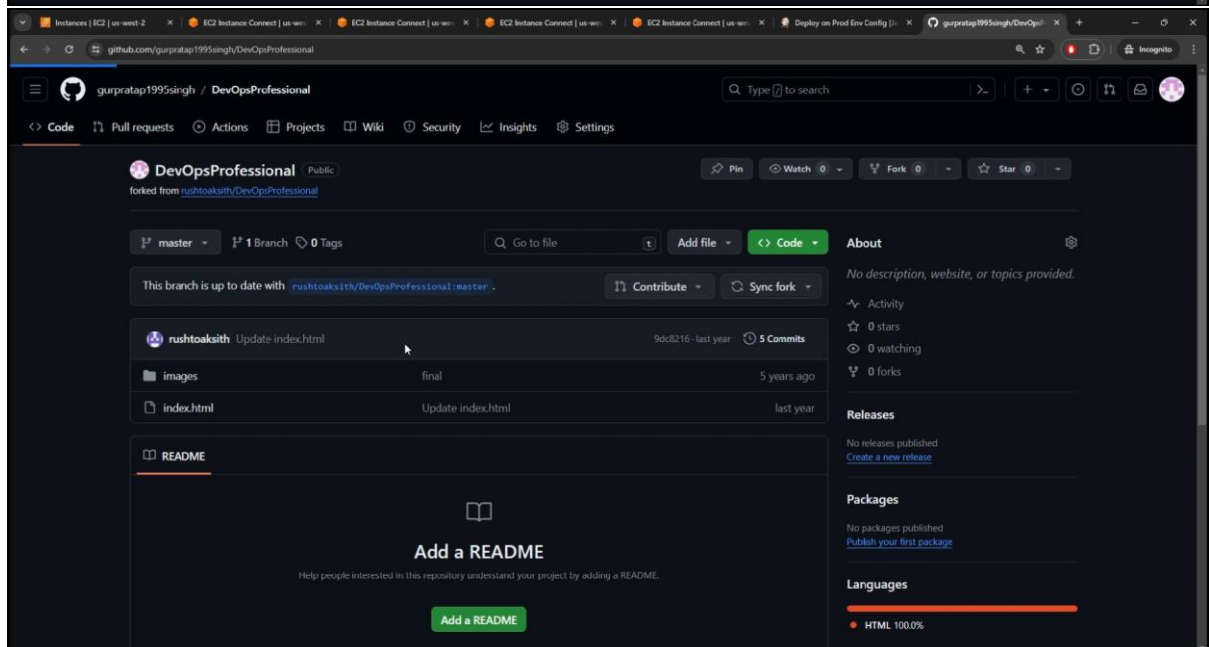 Instances | EC2 | us-west-2
EC2 Instance Connect | us-wes
EC2 Instance Connect | us-wes
EC2 Instance Connect | us-wes
EC2 Instance Connect | us-wes
Deploy on Prod Env Config [Je
gurpratap1995singh/DevOpsP
github.com/gurpratap1995singh/DevOpsProfessional
Incognito
gurpratap1995singh / DevOpsProfessional
Type / to search
Code
Pull requests
Actions
Projects
Wiki
Security
Insights
Settings
DevOpsProfessional Public
forked from rushtoaksith/DevOpsProfessional
Pin
Watch 0
Fork 0
Star 0
master
1 Branch
0 Tags
Go to file
t
Add file
Code
This branch is up to date with rushtoaksith/DevOpsProfessional:master .
Contribute
Sync fork
rushtoaksith Update index.html
9dc8216 · last year
5 Commits
images
final
5 years ago
index.html
Update index.html
last year
README
Add a README
Help people interested in this repository understand your project by adding a README.
Add a README
About
No description, website, or topics provided.
Activity
0 stars
0 watching
0 forks
Releases
No releases published
Create a new release
Packages
No packages published
Publish your first package
Languages
HTML 100.0%